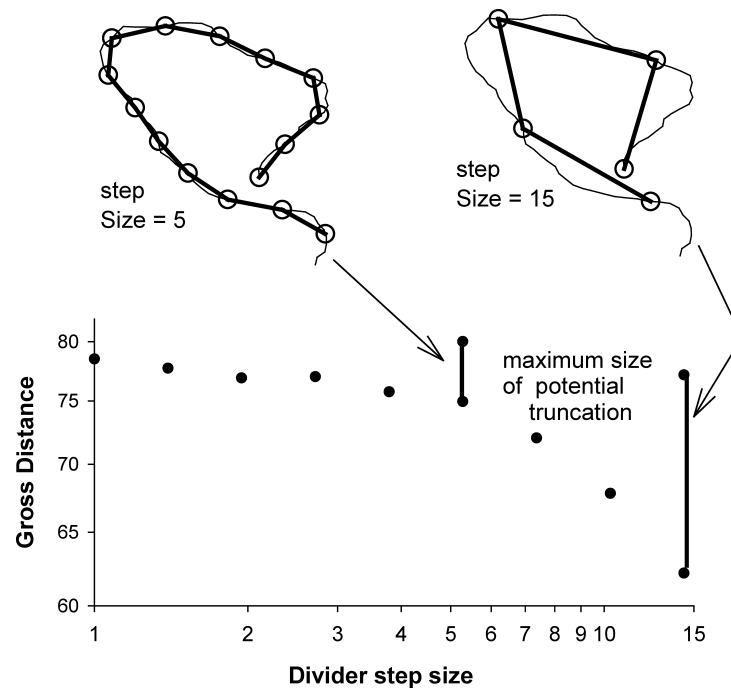 step
Size = 5
step
Size = 15
maximum size
of potential
truncation
Gross Distance
80
75
70
65
60
1 2 3 4 5 6 7 8 9 10 15
Divider step size